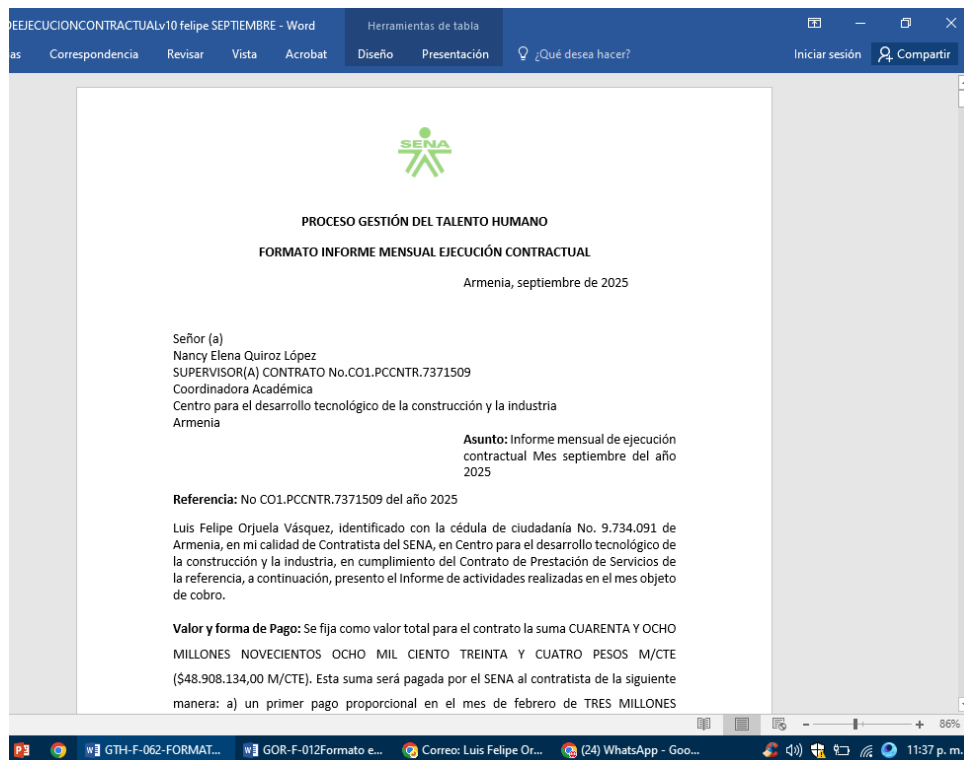 DEEJECUCIONCONTRACTUALv10 felipe SEPTIEMBRE - Word
Herramientas de tabla
as Correspondencia Revisar Vista Acrobat Diseño Presentación ¿Qué desea hacer? Iniciar sesión Compartir
SENA
PROCESO GESTIÓN DEL TALENTO HUMANO
FORMATO INFORME MENSUAL EJECUCIÓN CONTRACTUAL
Armenia, septiembre de 2025
Señor (a)
Nancy Elena Quiroz López
SUPERVISOR(A) CONTRATO No.CO1.PCCNTR.7371509
Coordinadora Académica
Centro para el desarrollo tecnológico de la construcción y la industria
Armenia
Asunto: Informe mensual de ejecución
contractual Mes septiembre del año
2025
Referencia: No CO1.PCCNTR.7371509 del año 2025
Luis Felipe Orjuela Vásquez, identificado con la cédula de ciudadanía No. 9.734.091 de
Armenia, en mi calidad de Contratista del SENA, en Centro para el desarrollo tecnológico de
la construcción y la industria, en cumplimiento del Contrato de Prestación de Servicios de
la referencia, a continuación, presento el Informe de actividades realizadas en el mes objeto
de cobro.
Valor y forma de Pago: Se fija como valor total para el contrato la suma CUARENTA Y OCHO
MILLONES NOVECIENTOS OCHO MIL CIENTO TREINTA Y CUATRO PESOS M/CTE
($48.908.134,00 M/CTE). Esta suma será pagada por el SENA al contratista de la siguiente
manera: a) un primer pago proporcional en el mes de febrero de TRES MILLONES
86%
GTH-F-062-FORMAT... GOR-F-012Formato e... Correo: Luis Felipe Or... (24) WhatsApp - Goo... 11:37 p. m.